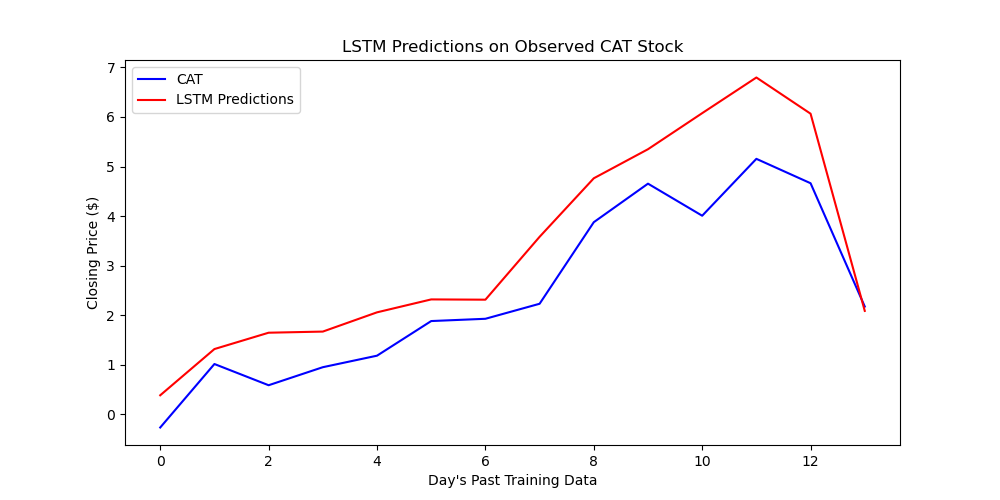 LSTM Predictions on Observed CAT Stock
CAT
LSTM Predictions
Closing Price ($)
7
6
5
4
3
2
1
0
0 2 4 6 8 10 12
Day's Past Training Data